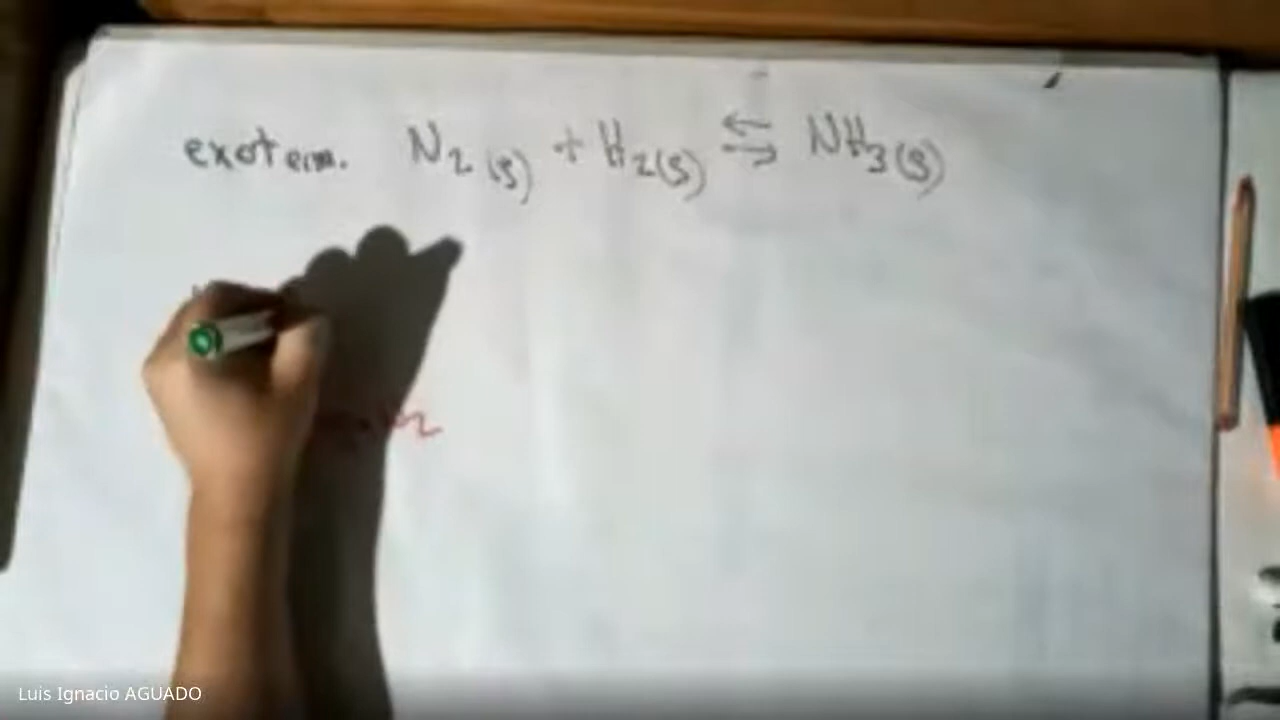 exoterm. N2(g) + H2(g) ⇄ NH3(g)
Luis Ignacio AGUADO